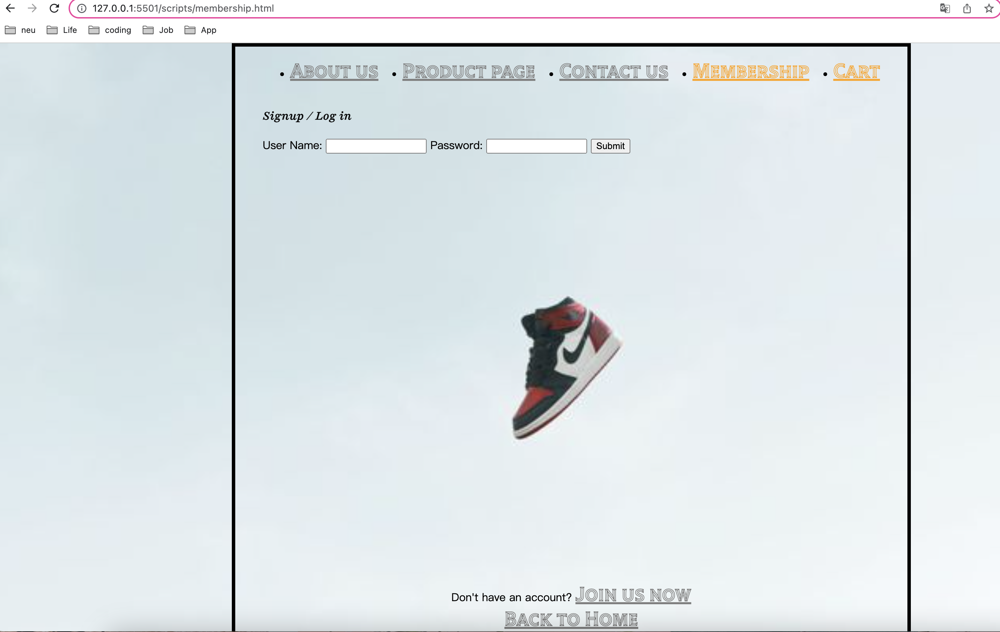 127.0.0.1:5501/scripts/membership.html
neu Life coding Job App
• About us • Product page • Contact us • Membership • Cart
Signup / Log in
User Name: Password: Submit
Don't have an account? Join us now
Back to Home